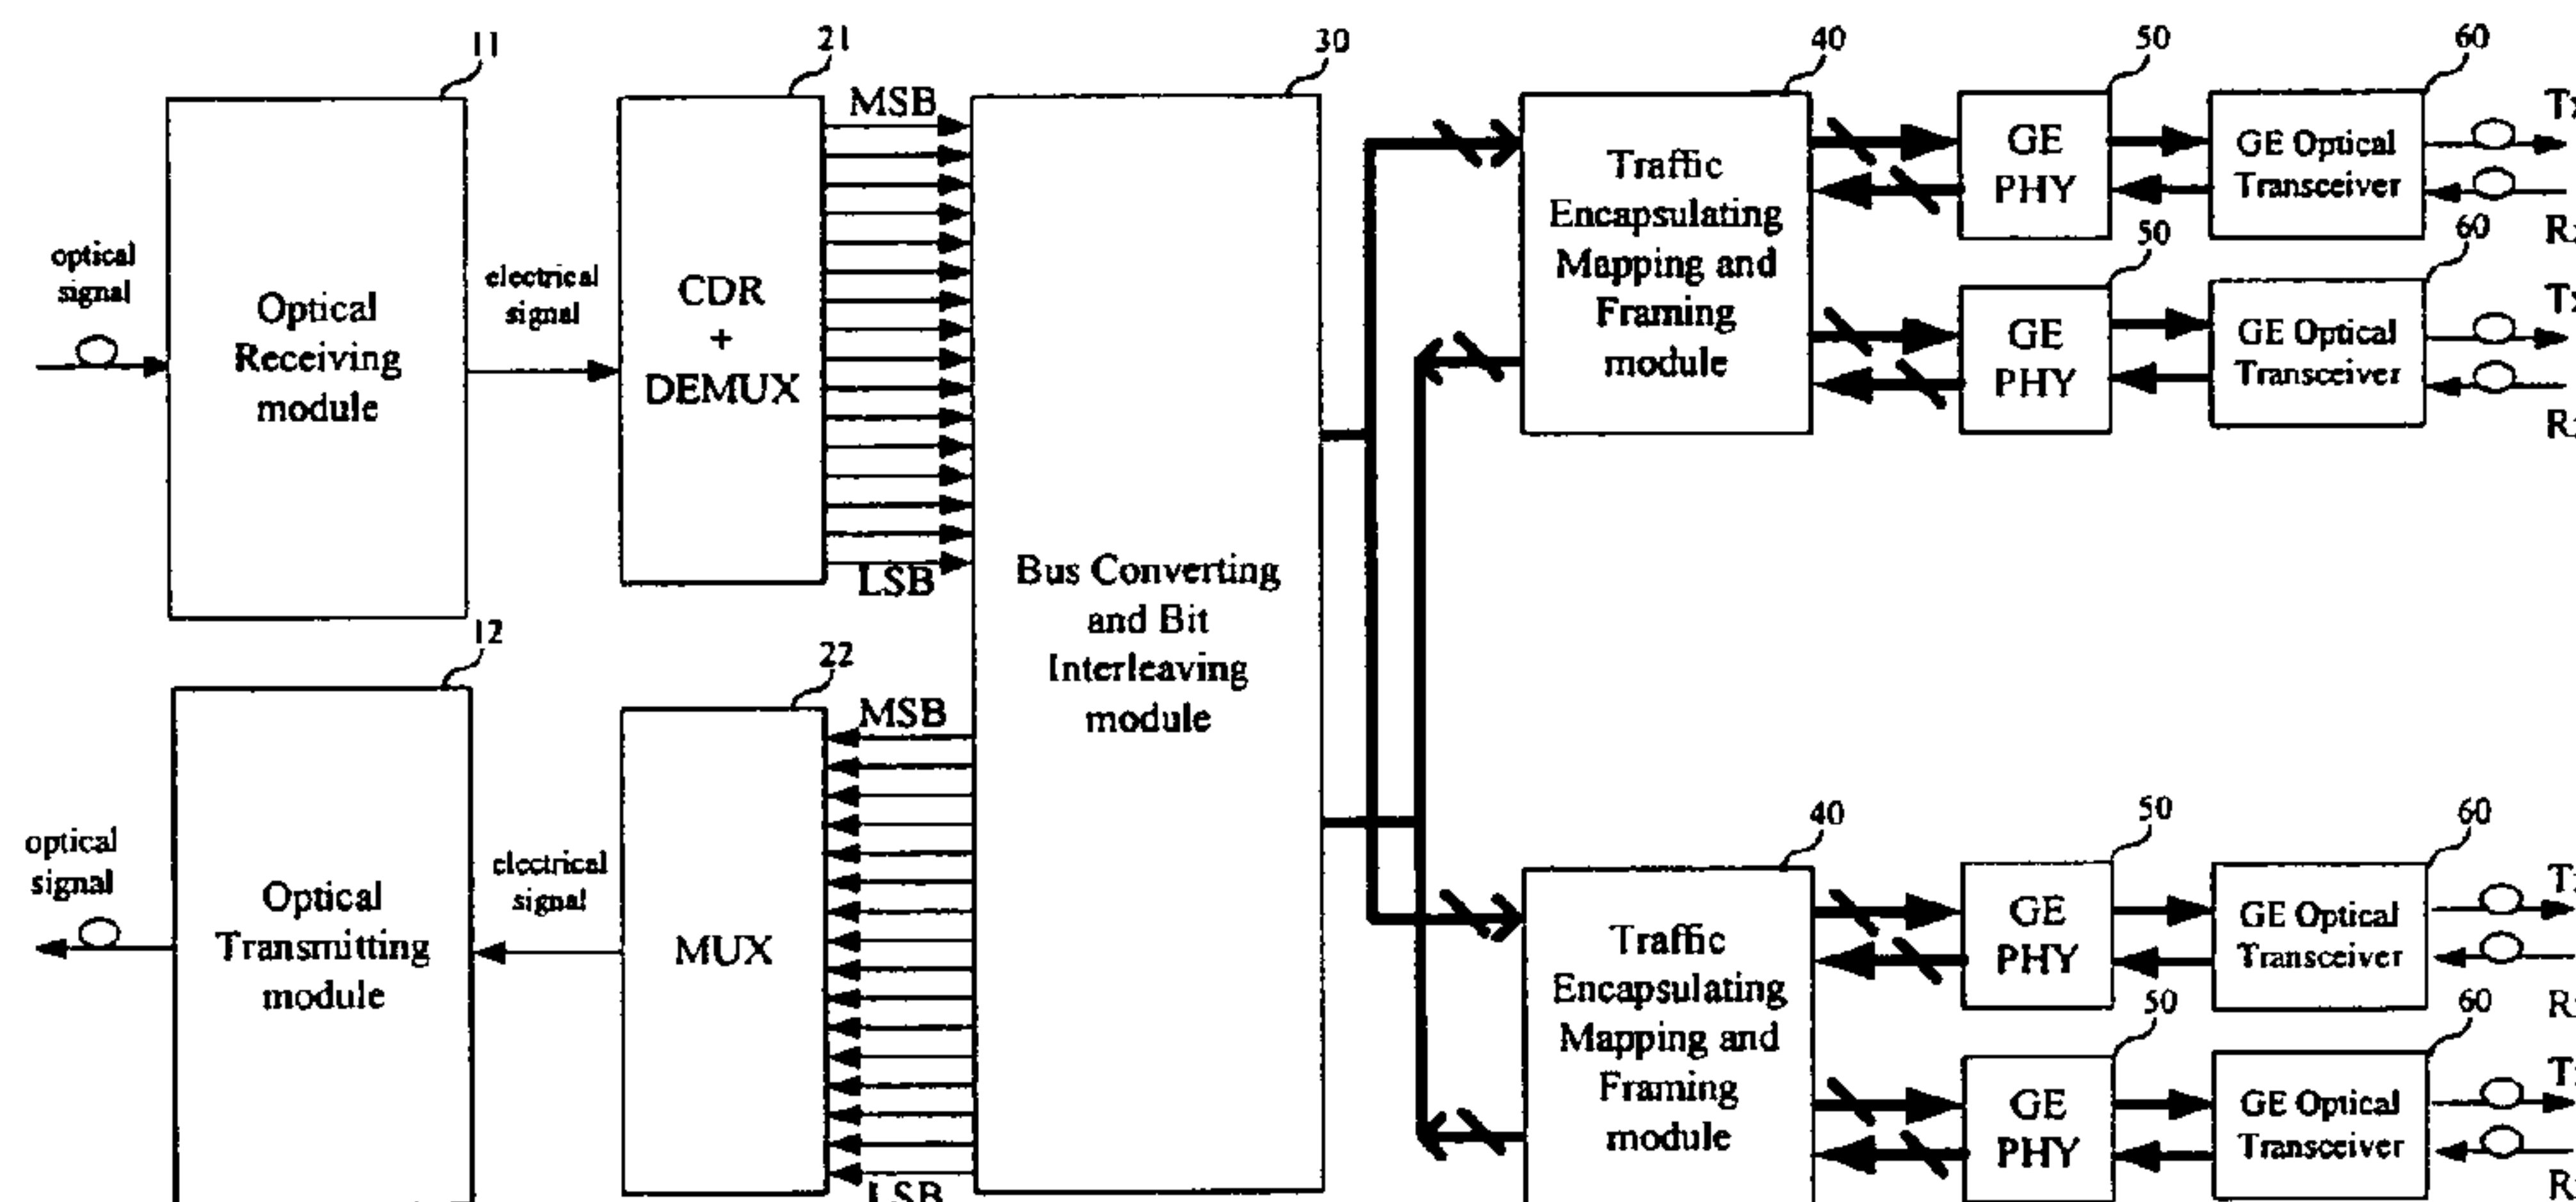 11
21
30
40
50
60
MSB
optical
signal
Optical
Receiving
module
electrical
signal
CDR
+
DEMUX
LSB
Bus Converting
and Bit
Interleaving
module
Traffic
Encapsulating
Mapping and
Framing
module
GE
PHY
GE Optical
Transceiver
50
60
GE
PHY
GE Optical
Transceiver
12
22
MSB
optical
signal
Optical
Transmitting
module
electrical
signal
MUX
LSB
40
50
60
Traffic
Encapsulating
Mapping and
Framing
module
GE
PHY
GE Optical
Transceiver
50
60
GE
PHY
GE Optical
Transceiver